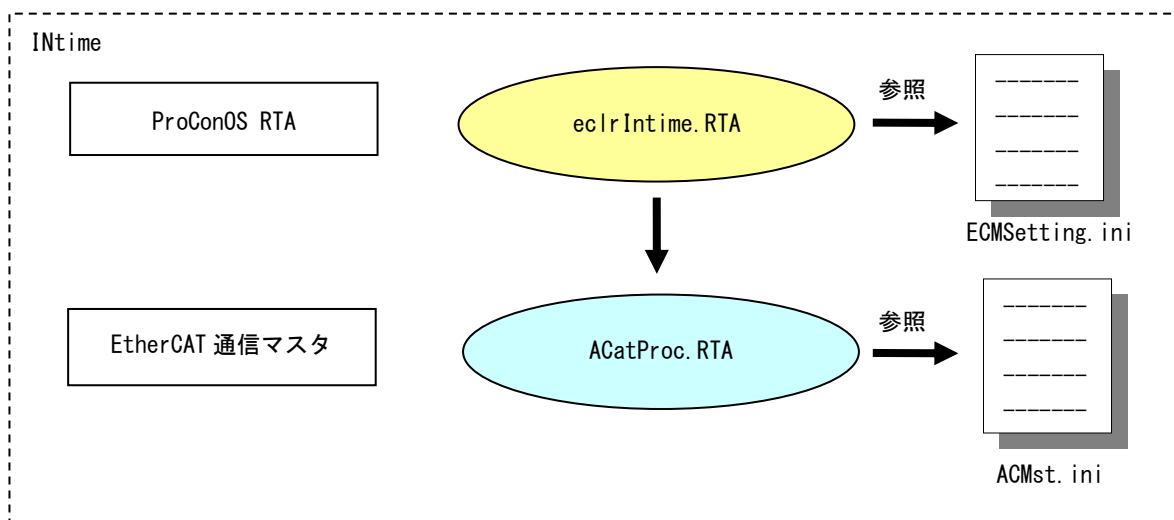 INtime
ProConOS RTA
eclrIntime.RTA
参照
ECMSetting.ini
EtherCAT 通信マスタ
ACatProc.RTA
参照
ACMst.ini